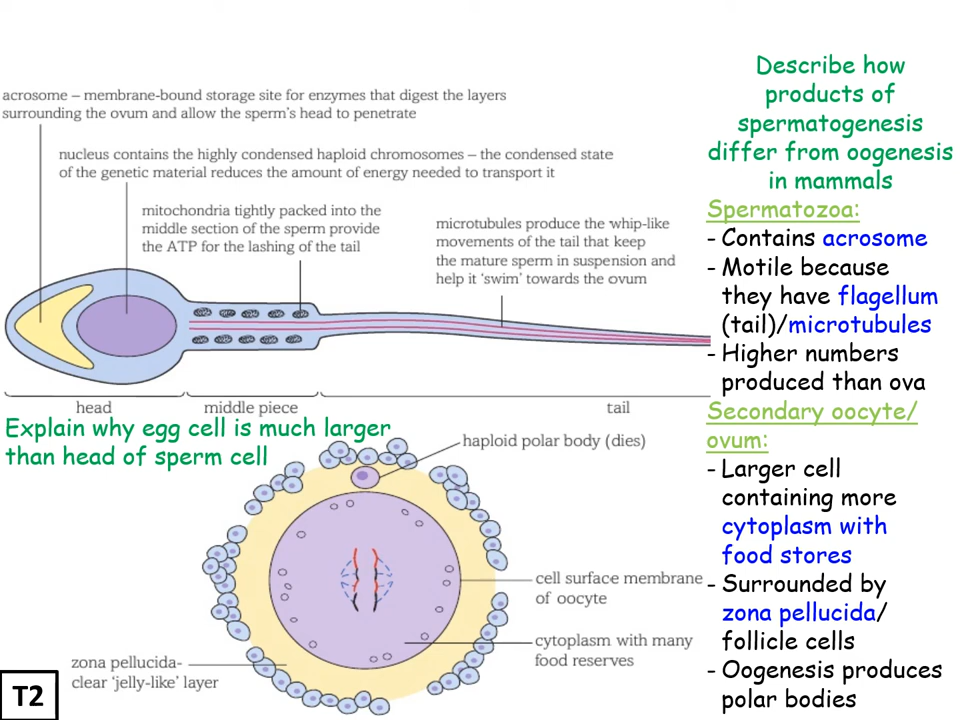 acrosome – membrane-bound storage site for enzymes that digest the layers
surrounding the ovum and allow the sperm's head to penetrate
nucleus contains the highly condensed haploid chromosomes – the condensed state
of the genetic material reduces the amount of energy needed to transport it
mitochondria tightly packed into the
middle section of the sperm provide
the ATP for the lashing of the tail
microtubules produce the whip-like
movements of the tail that keep
the mature sperm in suspension and
help it 'swim' towards the ovum
head
middle piece
tail
Explain why egg cell is much larger
than head of sperm cell
haploid polar body (dies)
cell surface membrane
of oocyte
cytoplasm with many
food reserves
zona pellucida-
clear 'jelly-like' layer
T2
Describe how
products of
spermatogenesis
differ from oogenesis
in mammals
Spermatozoa:
- Contains acrosome
- Motile because
they have flagellum
(tail)/microtubules
- Higher numbers
produced than ova
Secondary oocyte/
ovum:
- Larger cell
containing more
cytoplasm with
food stores
- Surrounded by
zona pellucida/
follicle cells
- Oogenesis produces
polar bodies